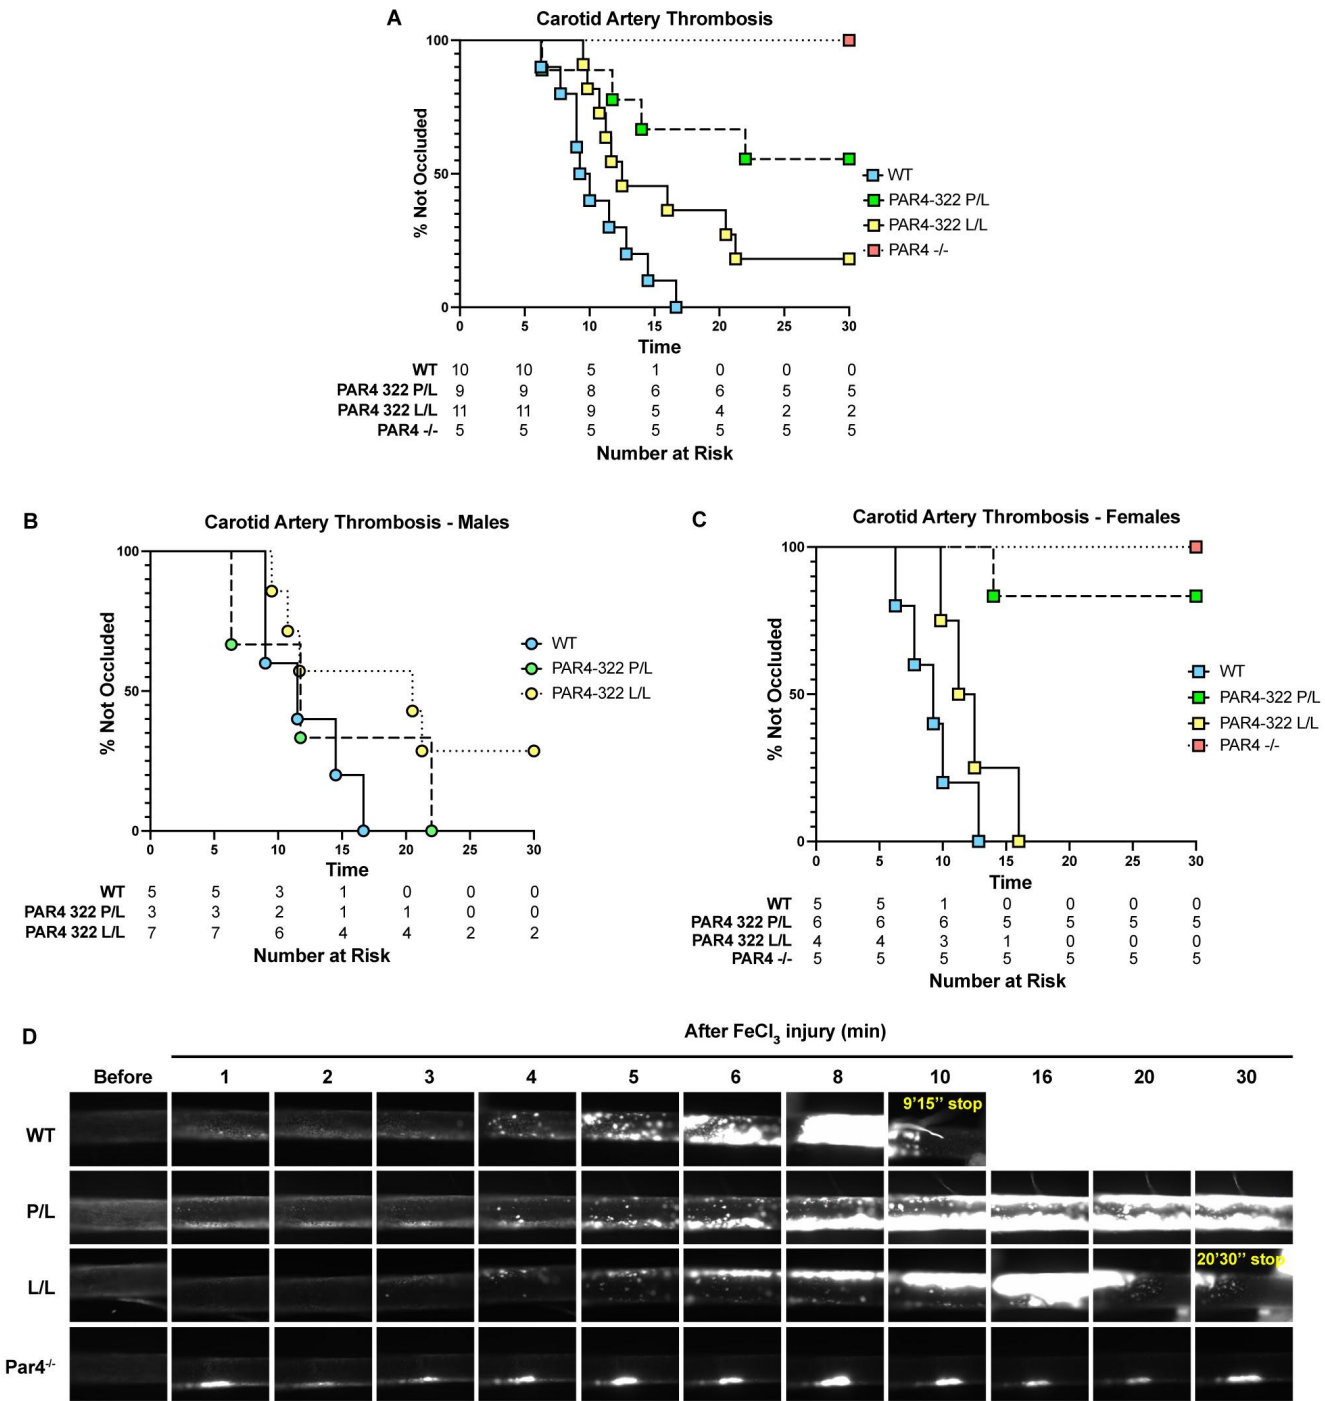 A
Carotid Artery Thrombosis
100
50
0
% Not Occluded
0 5 10 15 20 25 30
Time
WT
PAR4-322 P/L
PAR4-322 L/L
PAR4 -/-
WT 10 10 5 1 0 0 0
PAR4 322 P/L 9 9 8 6 6 5 5
PAR4 322 L/L 11 11 9 5 4 2 2
PAR4 -/- 5 5 5 5 5 5 5
Number at Risk
B
Carotid Artery Thrombosis - Males
100
50
0
% Not Occluded
0 5 10 15 20 25 30
Time
WT
PAR4-322 P/L
PAR4-322 L/L
WT 5 5 3 1 0 0 0
PAR4 322 P/L 3 3 2 1 1 0 0
PAR4 322 L/L 7 7 6 4 4 2 2
Number at Risk
C
Carotid Artery Thrombosis - Females
100
50
0
% Not Occluded
0 5 10 15 20 25 30
Time
WT
PAR4-322 P/L
PAR4-322 L/L
PAR4 -/-
WT 5 5 1 0 0 0 0
PAR4 322 P/L 6 6 6 5 5 5 5
PAR4 322 L/L 4 4 3 1 0 0 0
PAR4 -/- 5 5 5 5 5 5 5
Number at Risk
D
After FeCl3 injury (min)
Before 1 2 3 4 5 6 8 10 16 20 30
WT
9’15’’ stop
P/L
L/L
20’30’’ stop
Par4-/-